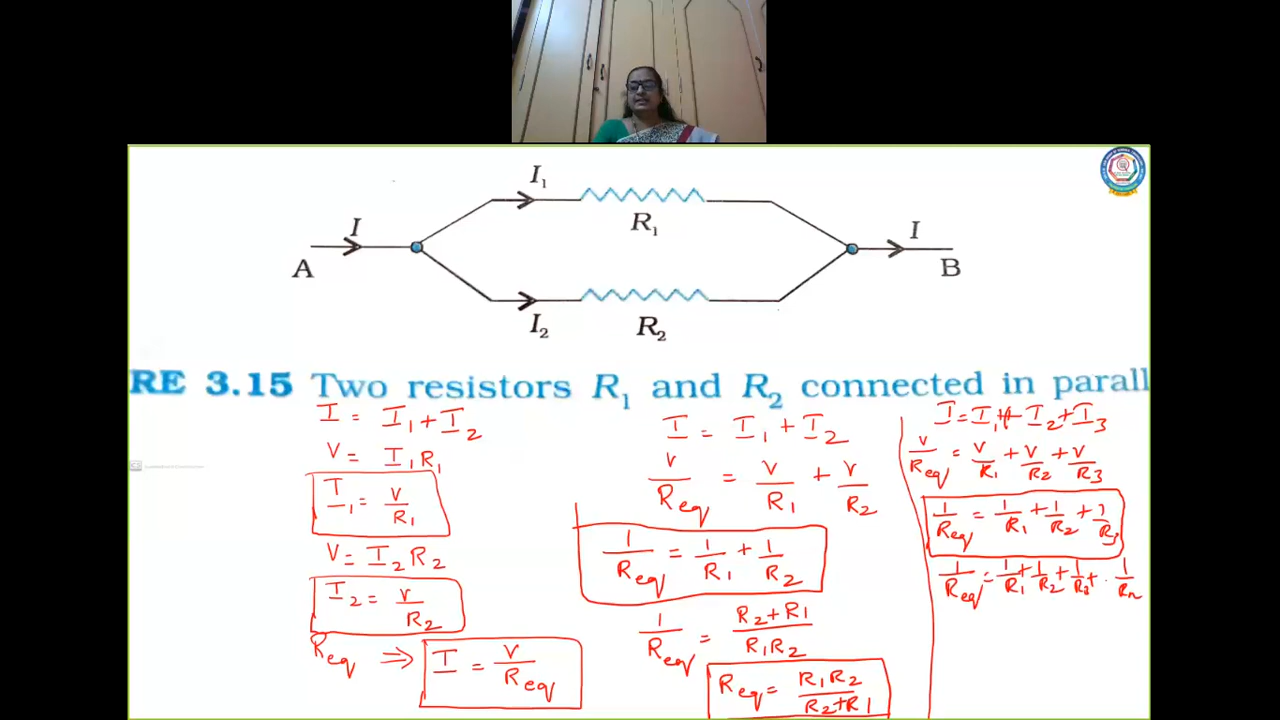 I₁
I
R₁
I
A
B
I₂
R₂
RE 3.15 Two resistors R₁ and R₂ connected in parall
I = I₁ + I₂
V = I₁R₁
I₁ = V/R₁
V = I₂R₂
I₂ = V/R₂
Req ⇒ I = V/Req
I = I₁ + I₂
V/Req = V/R₁ + V/R₂
1/Req = 1/R₁ + 1/R₂
1/Req = R₂+R₁/R₁R₂
Req = R₁R₂/R₂+R₁
I = I₁ + I₂ + I₃
V/Req = V/R₁ + V/R₂ + V/R₃
1/Req = 1/R₁ + 1/R₂ + 1/R₃
1/Req = 1/R₁ + 1/R₂ + 1/R₃ + · 1/Rn